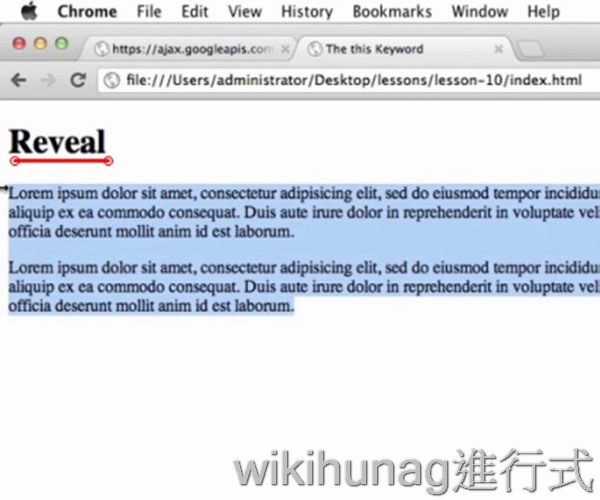 Chrome File Edit View History Bookmarks Window Help
https://ajax.googleapis.com The this Keyword
file:///Users/administrator/Desktop/lessons/lesson-10/index.html
Reveal
Lorem ipsum dolor sit amet, consectetur adipisicing elit, sed do eiusmod tempor incididu
aliquip ex ea commodo consequat. Duis aute irure dolor in reprehenderit in voluptate veli
officia deserunt mollit anim id est laborum.
Lorem ipsum dolor sit amet, consectetur adipisicing elit, sed do eiusmod tempor incididu
aliquip ex ea commodo consequat. Duis aute irure dolor in reprehenderit in voluptate veli
officia deserunt mollit anim id est laborum.
wikihunag進行式